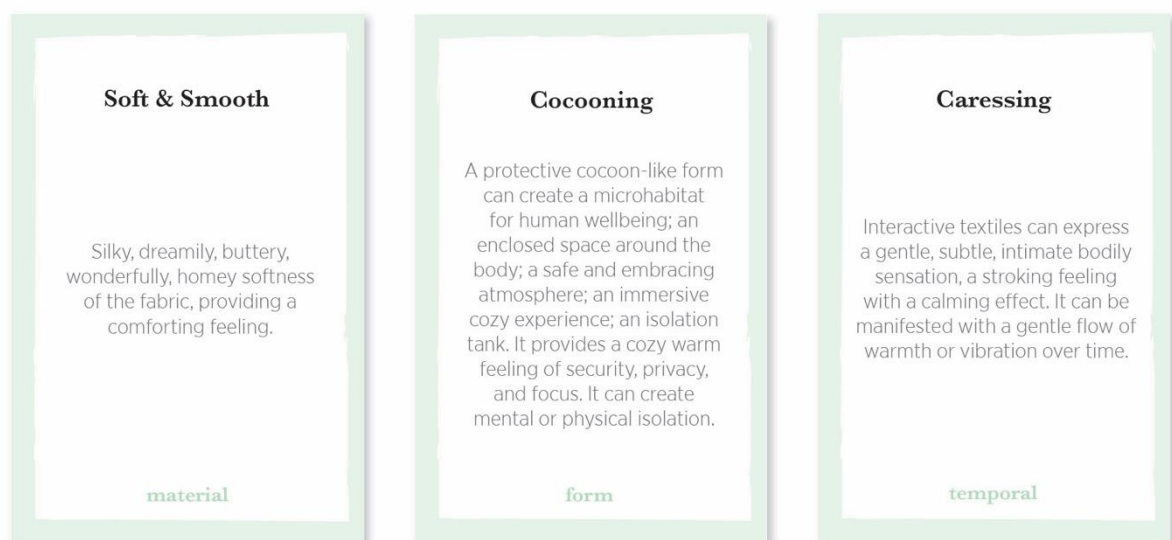 Soft & Smooth
Silky, dreamily, buttery,
wonderfully, homey softness
of the fabric, providing a
comforting feeling.
material
Cocooning
A protective cocoon-like form
can create a microhabitat
for human wellbeing; an
enclosed space around the
body; a safe and embracing
atmosphere; an immersive
cozy experience; an isolation
tank. It provides a cozy warm
feeling of security, privacy,
and focus. It can create
mental or physical isolation.
form
Caressing
Interactive textiles can express
a gentle, subtle, intimate bodily
sensation, a stroking feeling
with a calming effect. It can be
manifested with a gentle flow of
warmth or vibration over time.
temporal